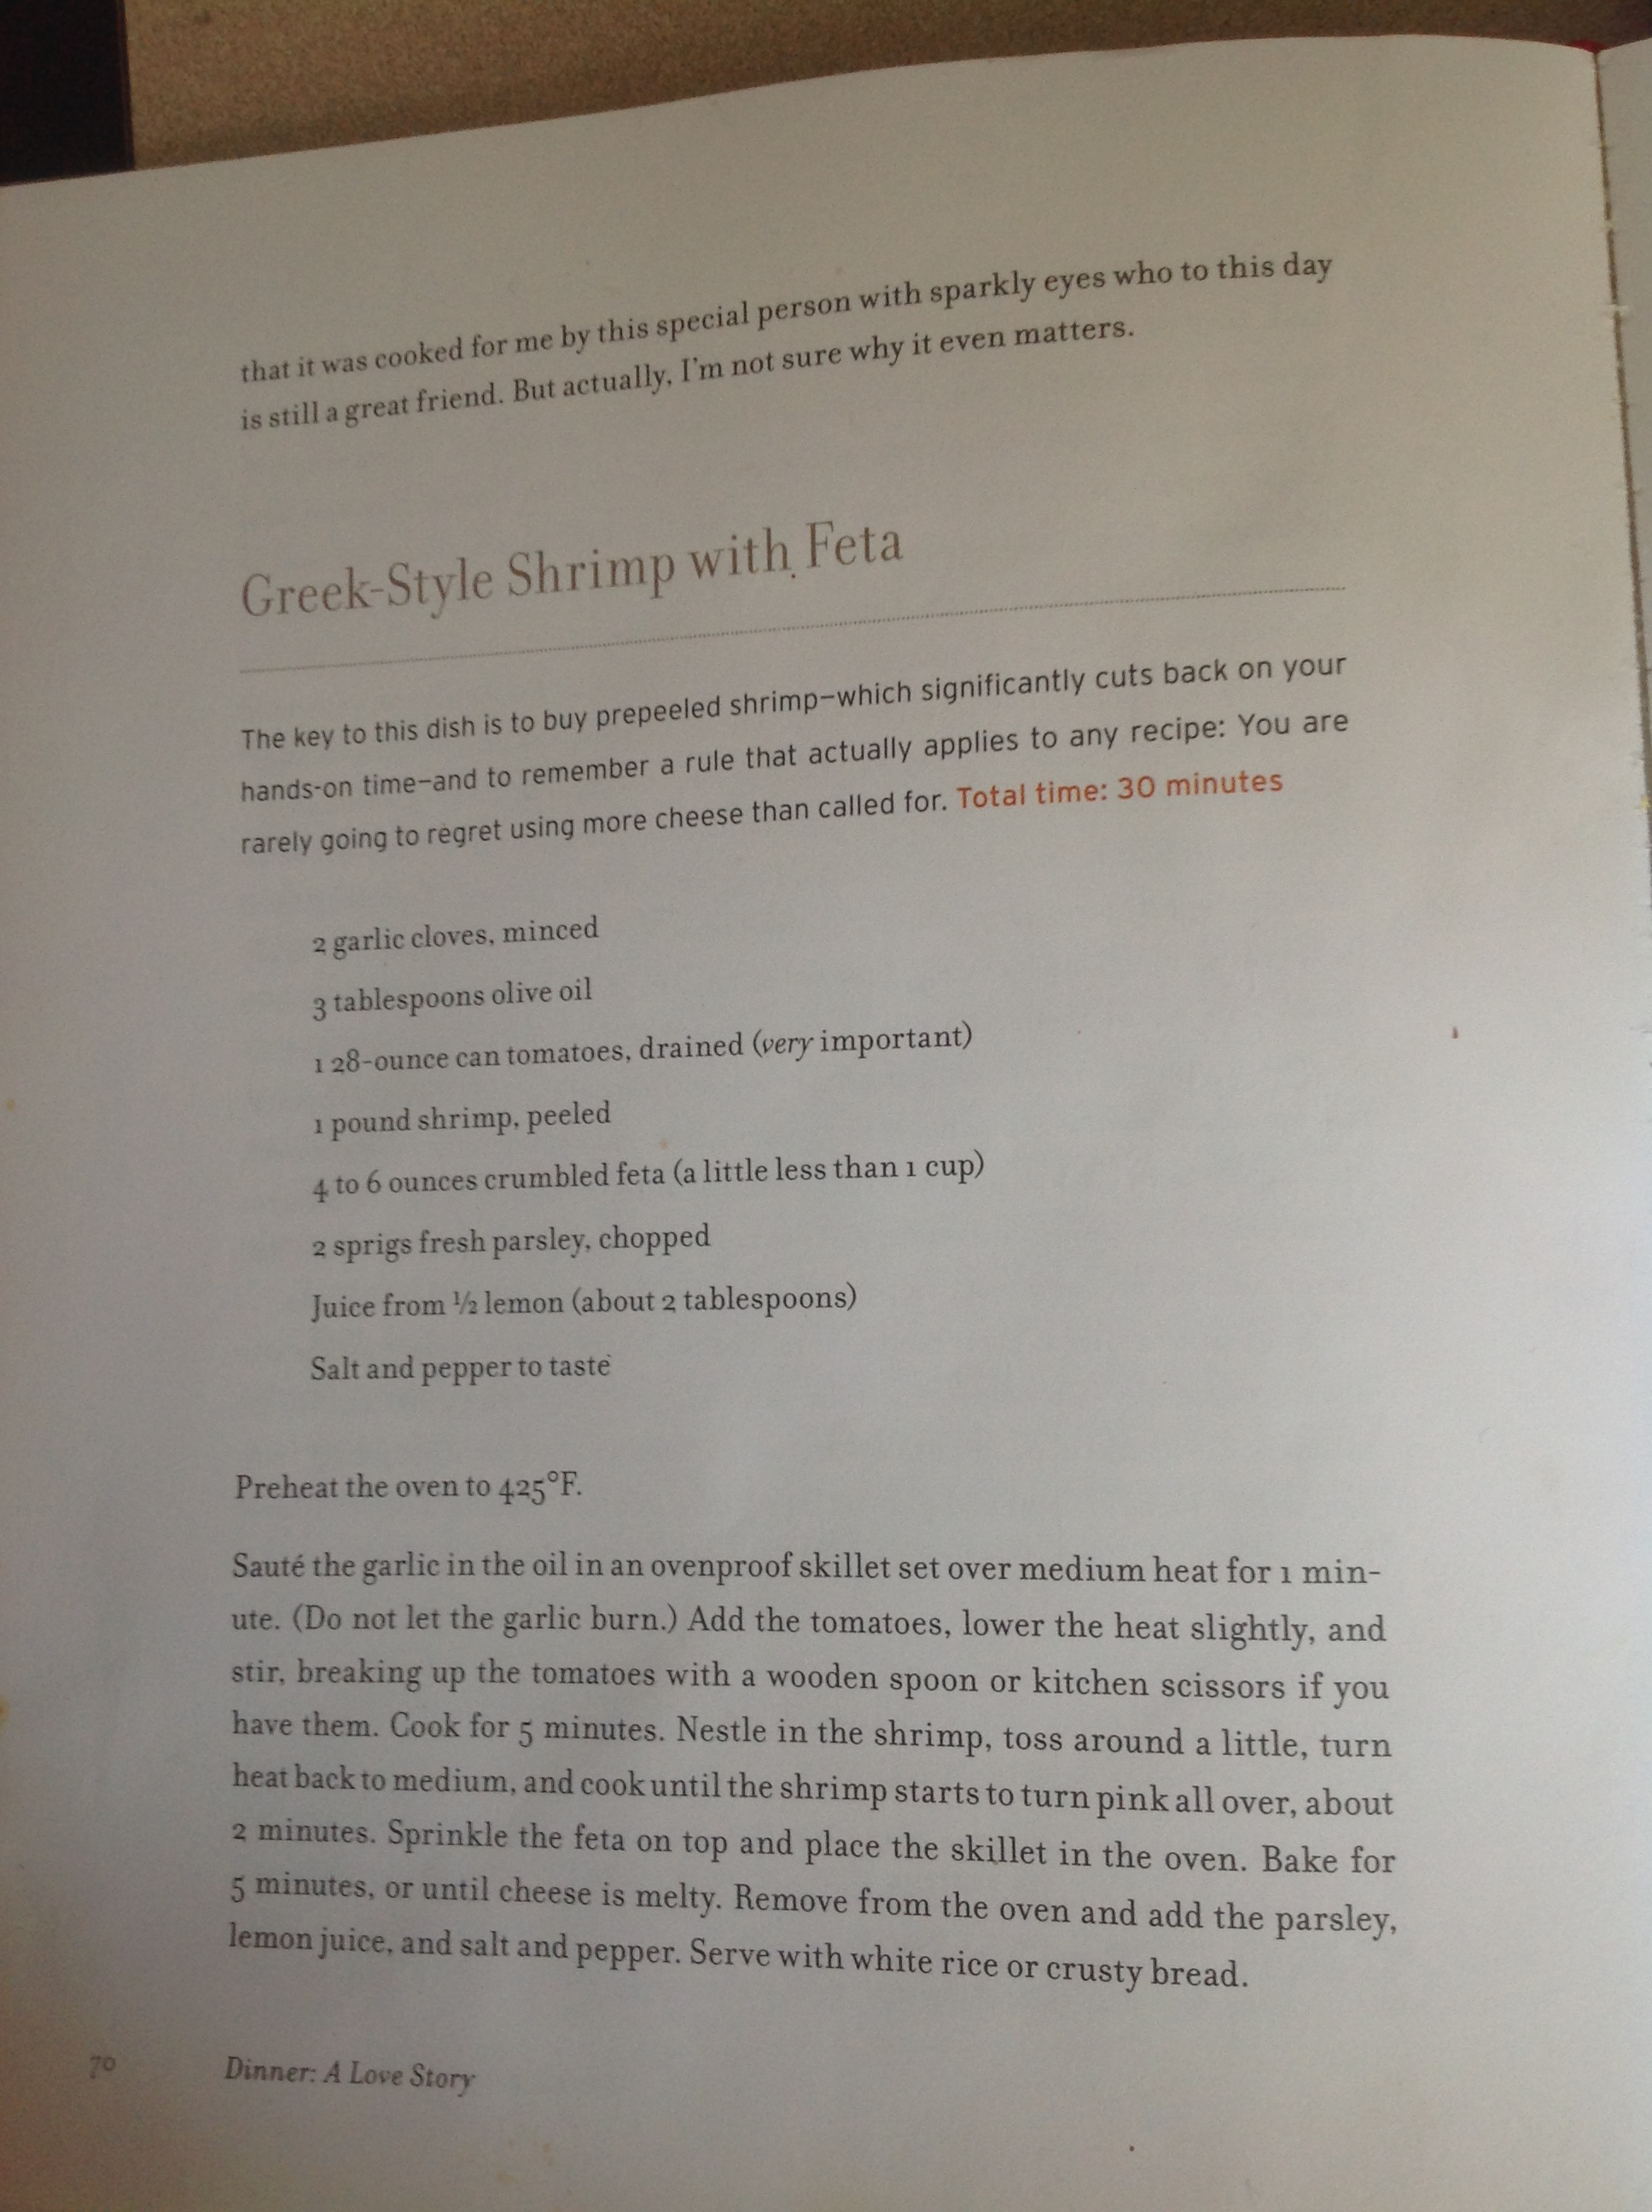 that it was cooked for me by this special person with sparkly eyes who to this day
is still a great friend. But actually, I'm not sure why it even matters.
Greek-Style Shrimp with Feta
The key to this dish is to buy prepeeled shrimp—which significantly cuts back on your
hands-on time—and to remember a rule that actually applies to any recipe: You are
rarely going to regret using more cheese than called for. Total time: 30 minutes
2 garlic cloves, minced
3 tablespoons olive oil
1 28-ounce can tomatoes, drained (very important)
1 pound shrimp, peeled
4 to 6 ounces crumbled feta (a little less than 1 cup)
2 sprigs fresh parsley, chopped
Juice from ½ lemon (about 2 tablespoons)
Salt and pepper to taste
Preheat the oven to 425°F.
Sauté the garlic in the oil in an ovenproof skillet set over medium heat for 1 min-
ute. (Do not let the garlic burn.) Add the tomatoes, lower the heat slightly, and
stir, breaking up the tomatoes with a wooden spoon or kitchen scissors if you
have them. Cook for 5 minutes. Nestle in the shrimp, toss around a little, turn
heat back to medium, and cook until the shrimp starts to turn pink all over, about
2 minutes. Sprinkle the feta on top and place the skillet in the oven. Bake for
5 minutes, or until cheese is melty. Remove from the oven and add the parsley,
lemon juice, and salt and pepper. Serve with white rice or crusty bread.
70 Dinner: A Love Story